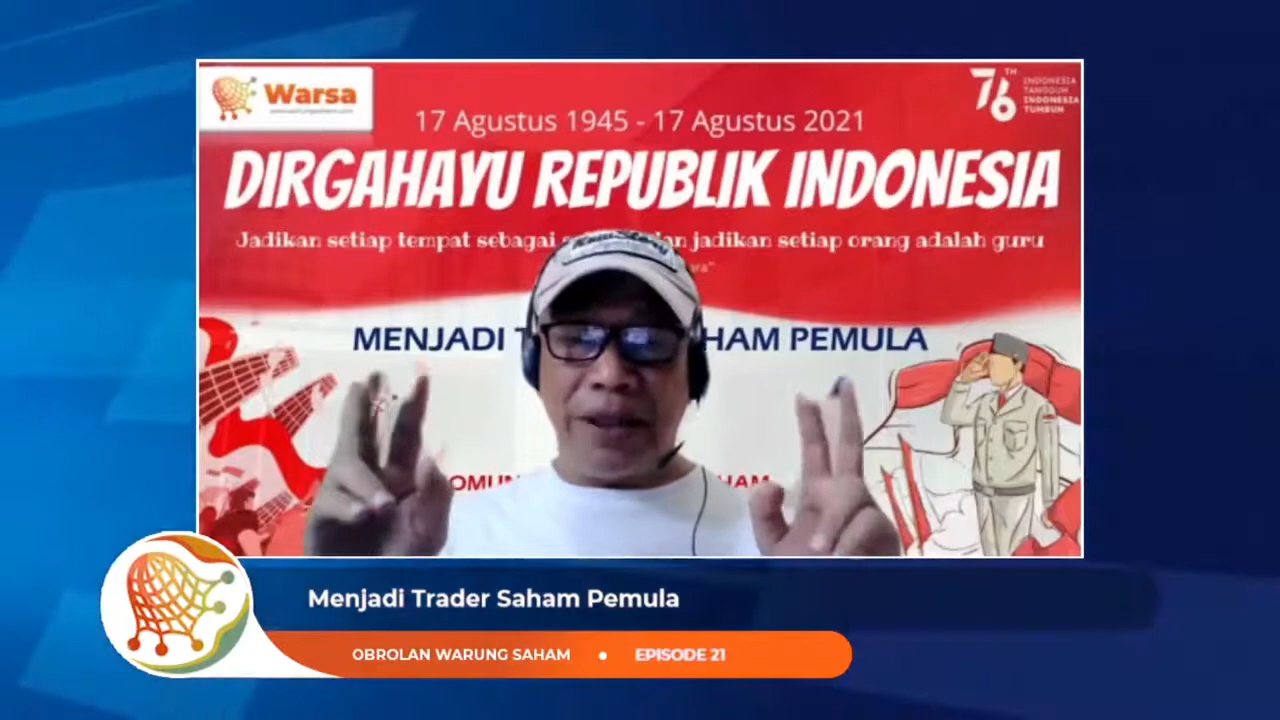 Warsa
76 TH
INDONESIA
TANGGUH
INDONESIA
TUMBUH
17 Agustus 1945 - 17 Agustus 2021
DIRGAHAYU REPUBLIK INDONESIA
Jadikan setiap tempat sebagai jadikan setiap orang adalah guru
MENJADI PEMULA
Menjadi Trader Saham Pemula
OBROLAN WARUNG SAHAM • EPISODE 21